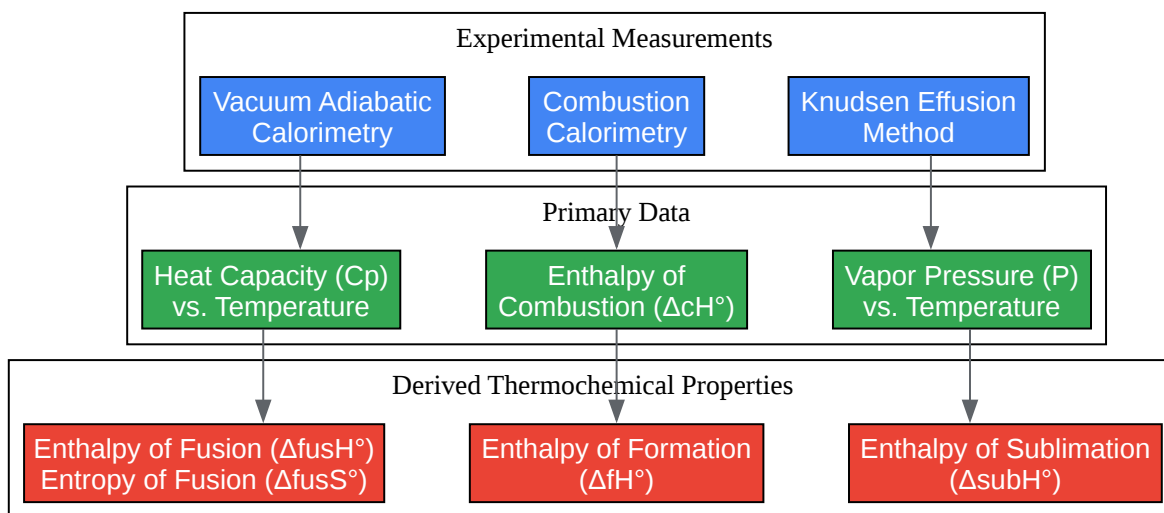 Experimental Measurements
Vacuum Adiabatic
Calorimetry
Combustion
Calorimetry
Knudsen Effusion
Method
Primary Data
Heat Capacity (Cp)
vs. Temperature
Enthalpy of
Combustion (ΔcH°)
Vapor Pressure (P)
vs. Temperature
Derived Thermochemical Properties
Enthalpy of Fusion (ΔfusH°)
Entropy of Fusion (ΔfusS°)
Enthalpy of Formation
(ΔfH°)
Enthalpy of Sublimation
(ΔsubH°)